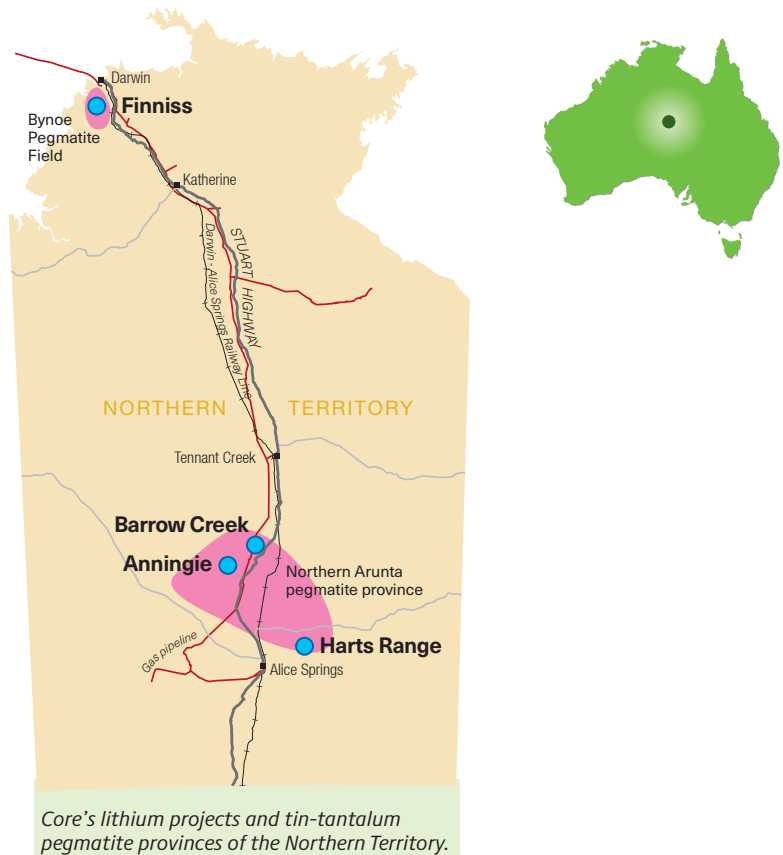 Darwin
Finniss
Bynoe
Pegmatite
Field
Katherine
STUART HIGHWAY
Darwin - Alice Springs Railway Line
NORTHERN TERRITORY
Tennant Creek
Barrow Creek
Anningie
Northern Arunta
pegmatite province
Harts Range
Gas pipeline
Alice Springs
Core's lithium projects and tin-tantalum
pegmatite provinces of the Northern Territory.